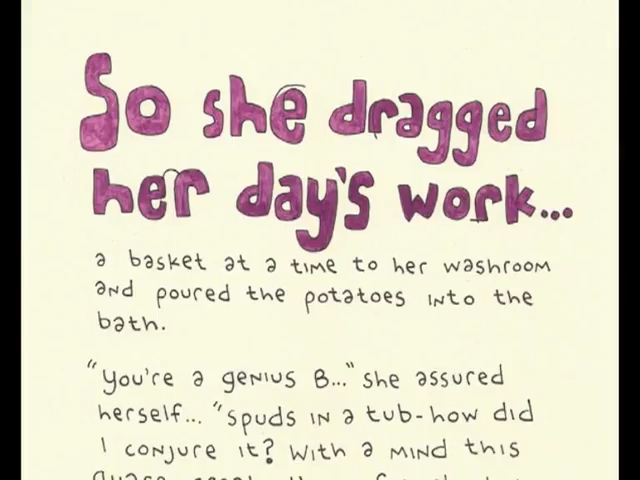 So she dragged
her day's work...
a basket at a time to her washroom
and poured the potatoes into the
bath.
"You're a genius B..." she assured
herself... "spuds in a tub-how did
I conjure it? With a mind this